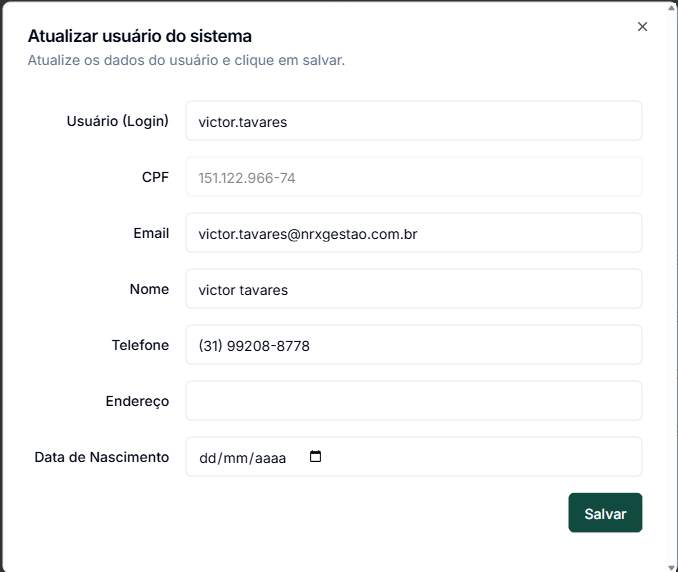 Atualizar usuário do sistema
Atualize os dados do usuário e clique em salvar.
Usuário (Login) victor.tavares
CPF 151.122.966-74
Email victor.tavares@nrxgestao.com.br
Nome victor tavares
Telefone (31) 99208-8778
Endereço
Data de Nascimento dd/mm/aaaa
Salvar